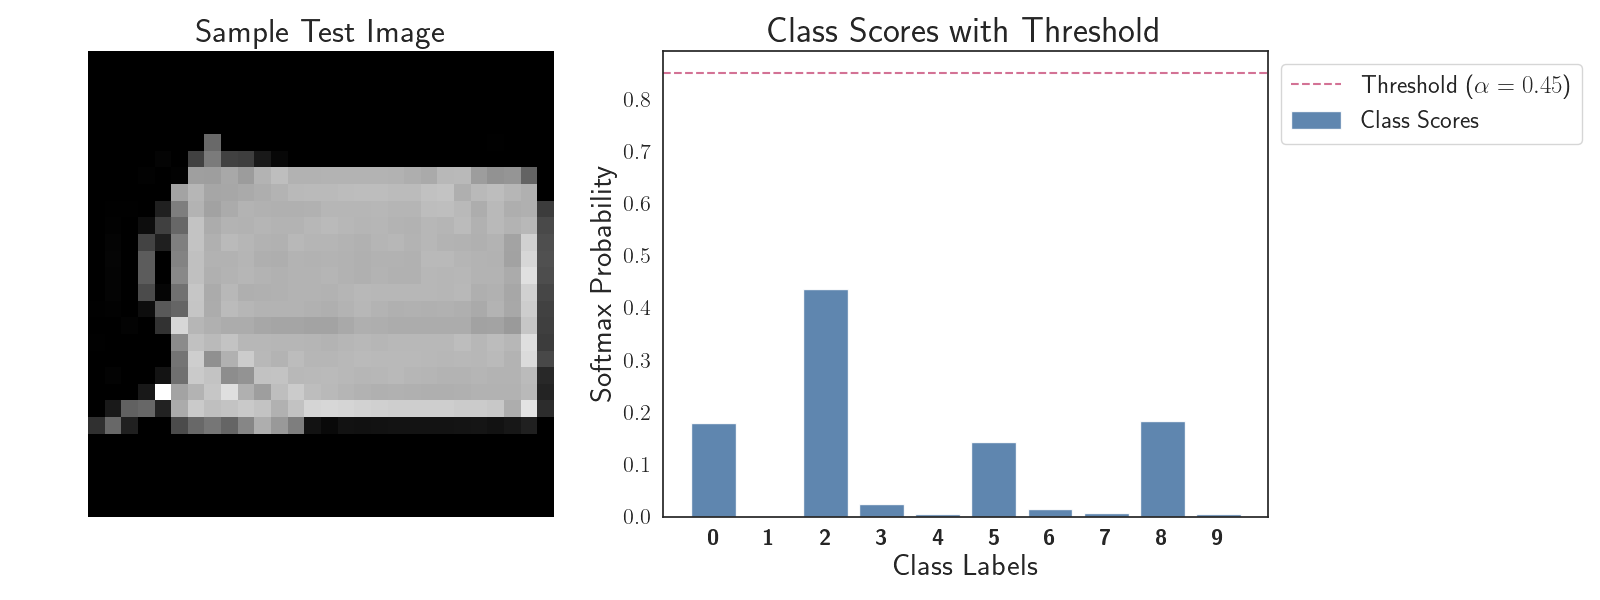 Sample Test Image
Class Scores with Threshold
Threshold (α = 0.45)
Class Scores
Softmax Probability
0.8
0.7
0.6
0.5
0.4
0.3
0.2
0.1
0.0
0 1 2 3 4 5 6 7 8 9
Class Labels